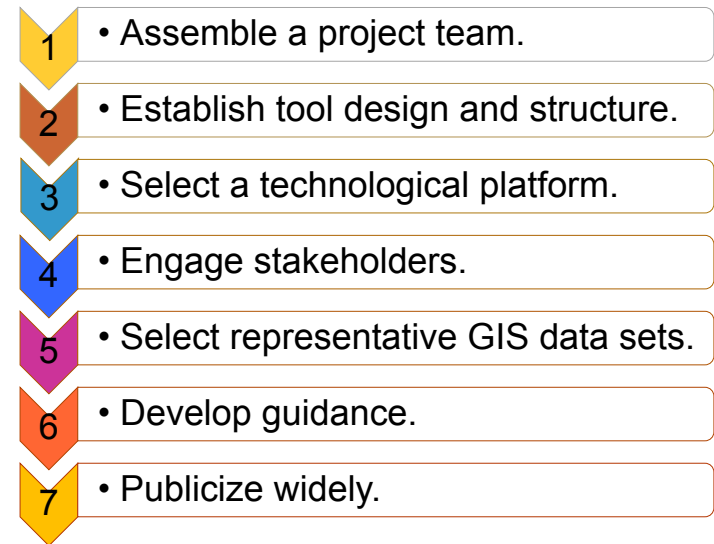 1 • Assemble a project team.
2 • Establish tool design and structure.
3 • Select a technological platform.
4 • Engage stakeholders.
5 • Select representative GIS data sets.
6 • Develop guidance.
7 • Publicize widely.